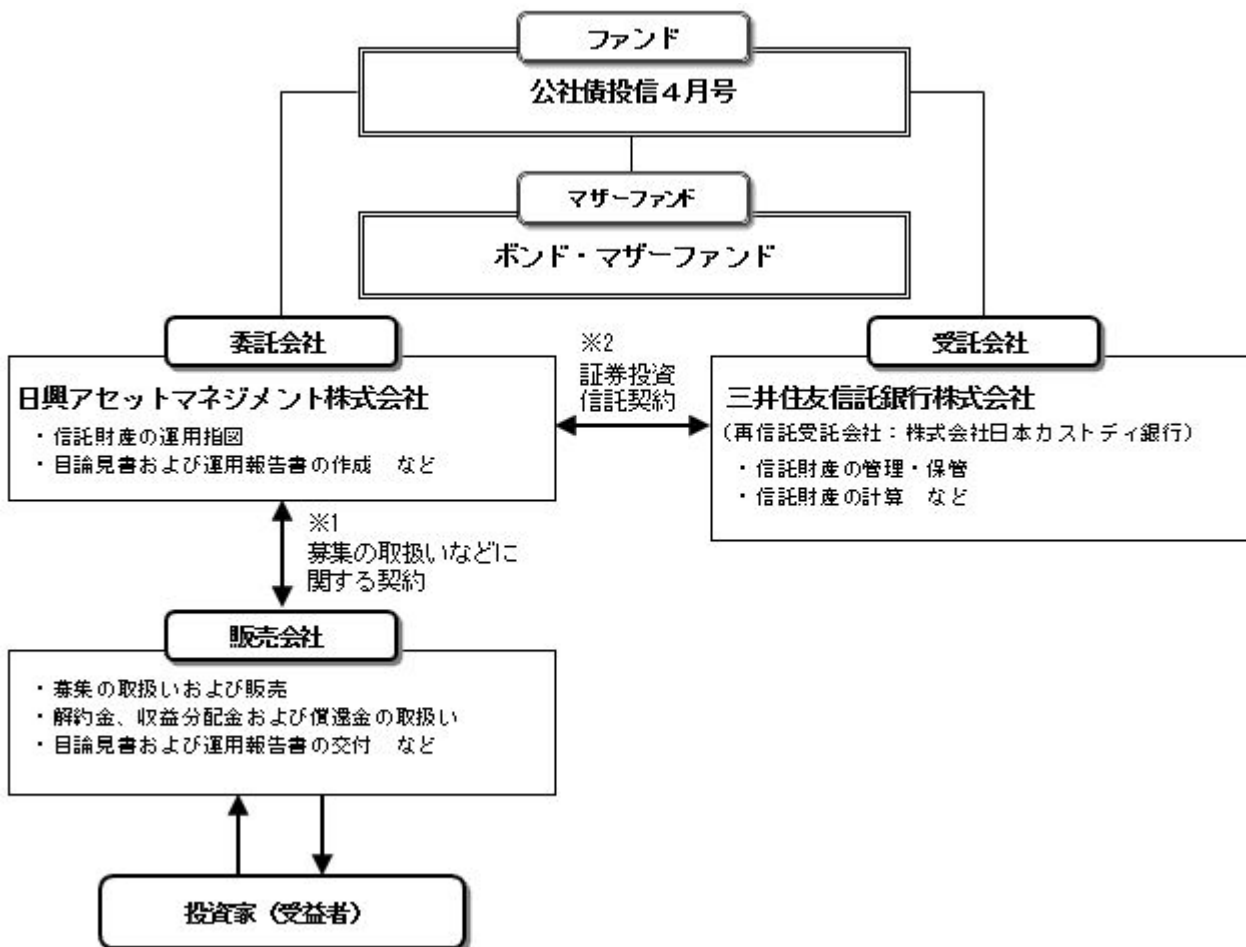 ファンド
公社債投信4月号
マザーファンド
ボンド・マザーファンド
委託会社
日興アセットマネジメント株式会社
・信託財産の運用指図
・目論見書および運用報告書の作成　など
※2
証券投資
信託契約
受託会社
三井住友信託銀行株式会社
(再信託受託会社：株式会社日本カストディ銀行)
・信託財産の管理・保管
・信託財産の計算　など
※1
募集の取扱いなどに
関する契約
販売会社
・募集の取扱いおよび販売
・解約金、収益分配金および償還金の取扱い
・目論見書および運用報告書の交付　など
投資家（受益者）